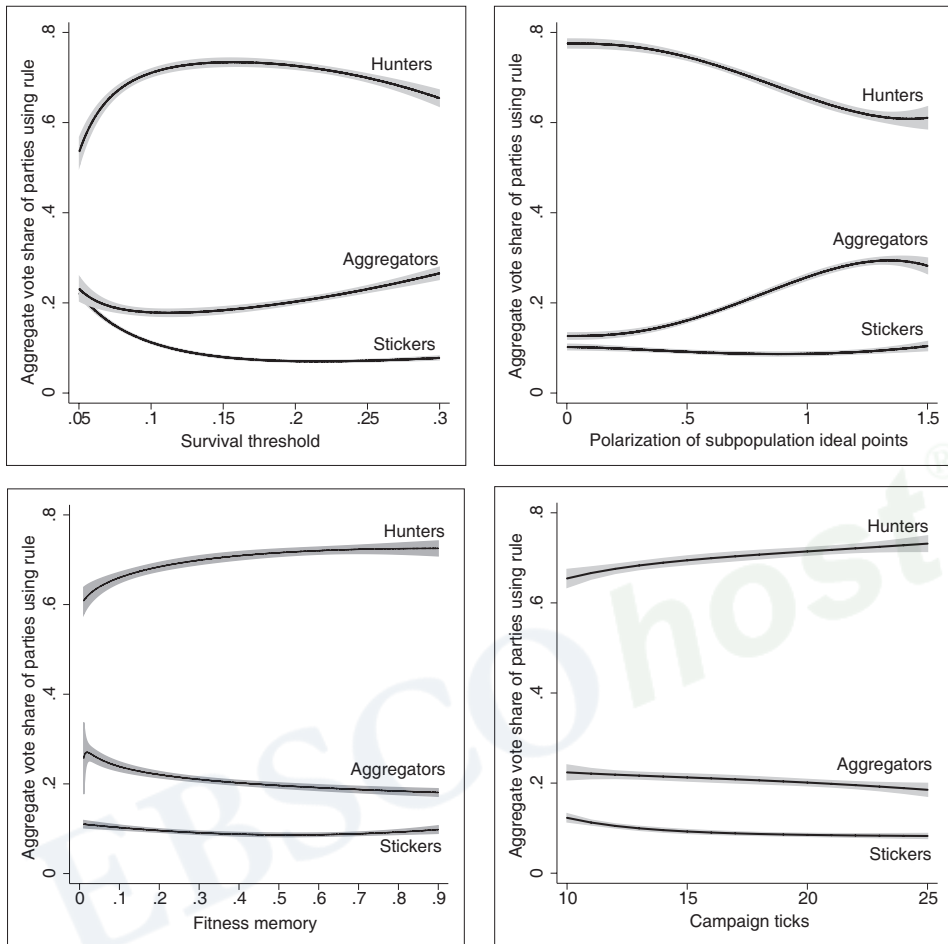 Aggregate vote share of parties using rule
.8
.6
.4
.2
0
Hunters
Aggregators
Stickers
.05 .1 .15 .2 .25 .3
Survival threshold
Aggregate vote share of parties using rule
.8
.6
.4
.2
0
Hunters
Aggregators
Stickers
0 .5 1 1.5
Polarization of subpopulation ideal points
Aggregate vote share of parties using rule
.8
.6
.4
.2
0
Hunters
Aggregators
Stickers
0 .1 .2 .3 .4 .5 .6 .7 .8 .9
Fitness memory
Aggregate vote share of parties using rule
.8
.6
.4
.2
0
Hunters
Aggregators
Stickers
10 15 20 25
Campaign ticks
EBSCOhost®